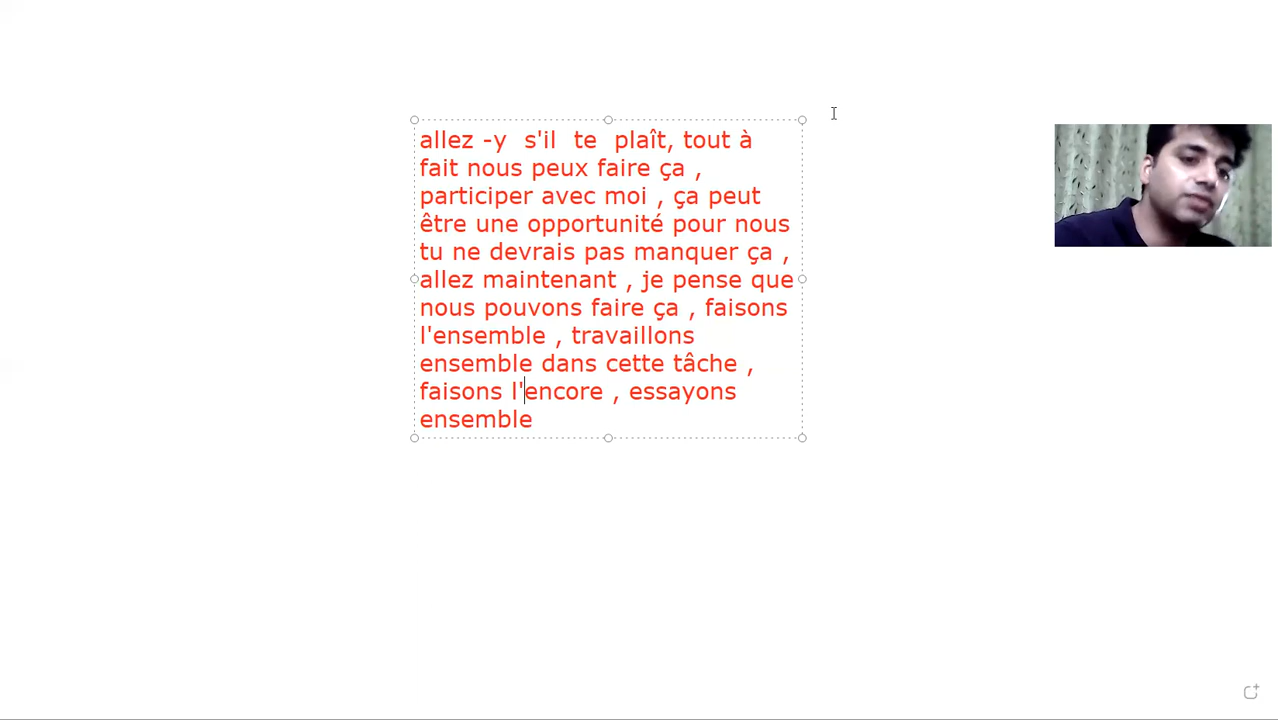 allez -y  s'il  te  plaît, tout à
fait nous peux faire ça ,
participer avec moi , ça peut
être une opportunité pour nous
tu ne devrais pas manquer ça ,
allez maintenant , je pense que
nous pouvons faire ça , faisons
l'ensemble , travaillons
ensemble dans cette tâche ,
faisons l'encore , essayons
ensemble